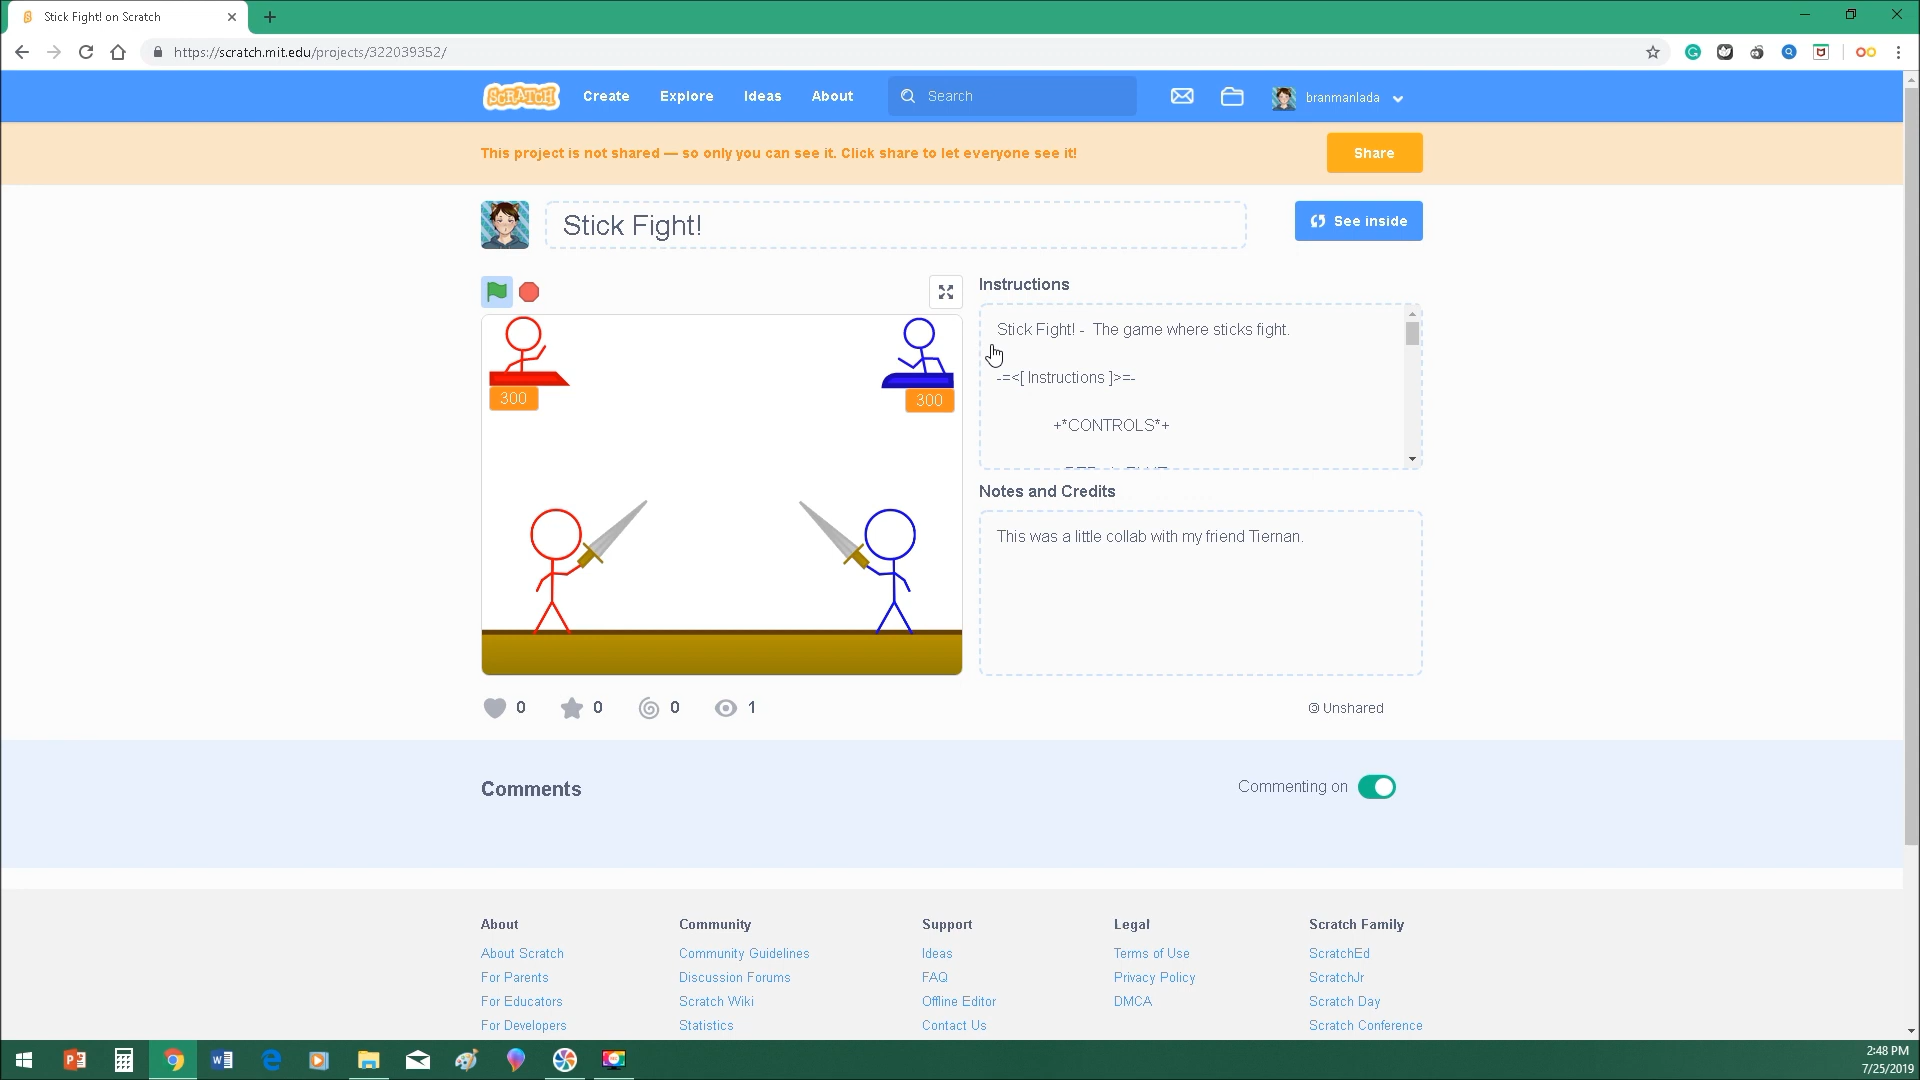 Stick Fight! on Scratch
https://scratch.mit.edu/projects/322039352/
SCRATCH Create Explore Ideas About Search branmanlada
This project is not shared — so only you can see it. Click share to let everyone see it! Share
Stick Fight! See inside
Instructions
Stick Fight! - The game where sticks fight.
-=<[ Instructions ]>=-
+*CONTROLS*+
300 300
Notes and Credits
This was a little collab with my friend Tiernan.
0 0 0 1 Unshared
Comments Commenting on
About Community Support Legal Scratch Family
About Scratch Community Guidelines Ideas Terms of Use ScratchEd
For Parents Discussion Forums FAQ Privacy Policy ScratchJr
For Educators Scratch Wiki Offline Editor DMCA Scratch Day
For Developers Statistics Contact Us Scratch Conference
2:48 PM
7/25/2019